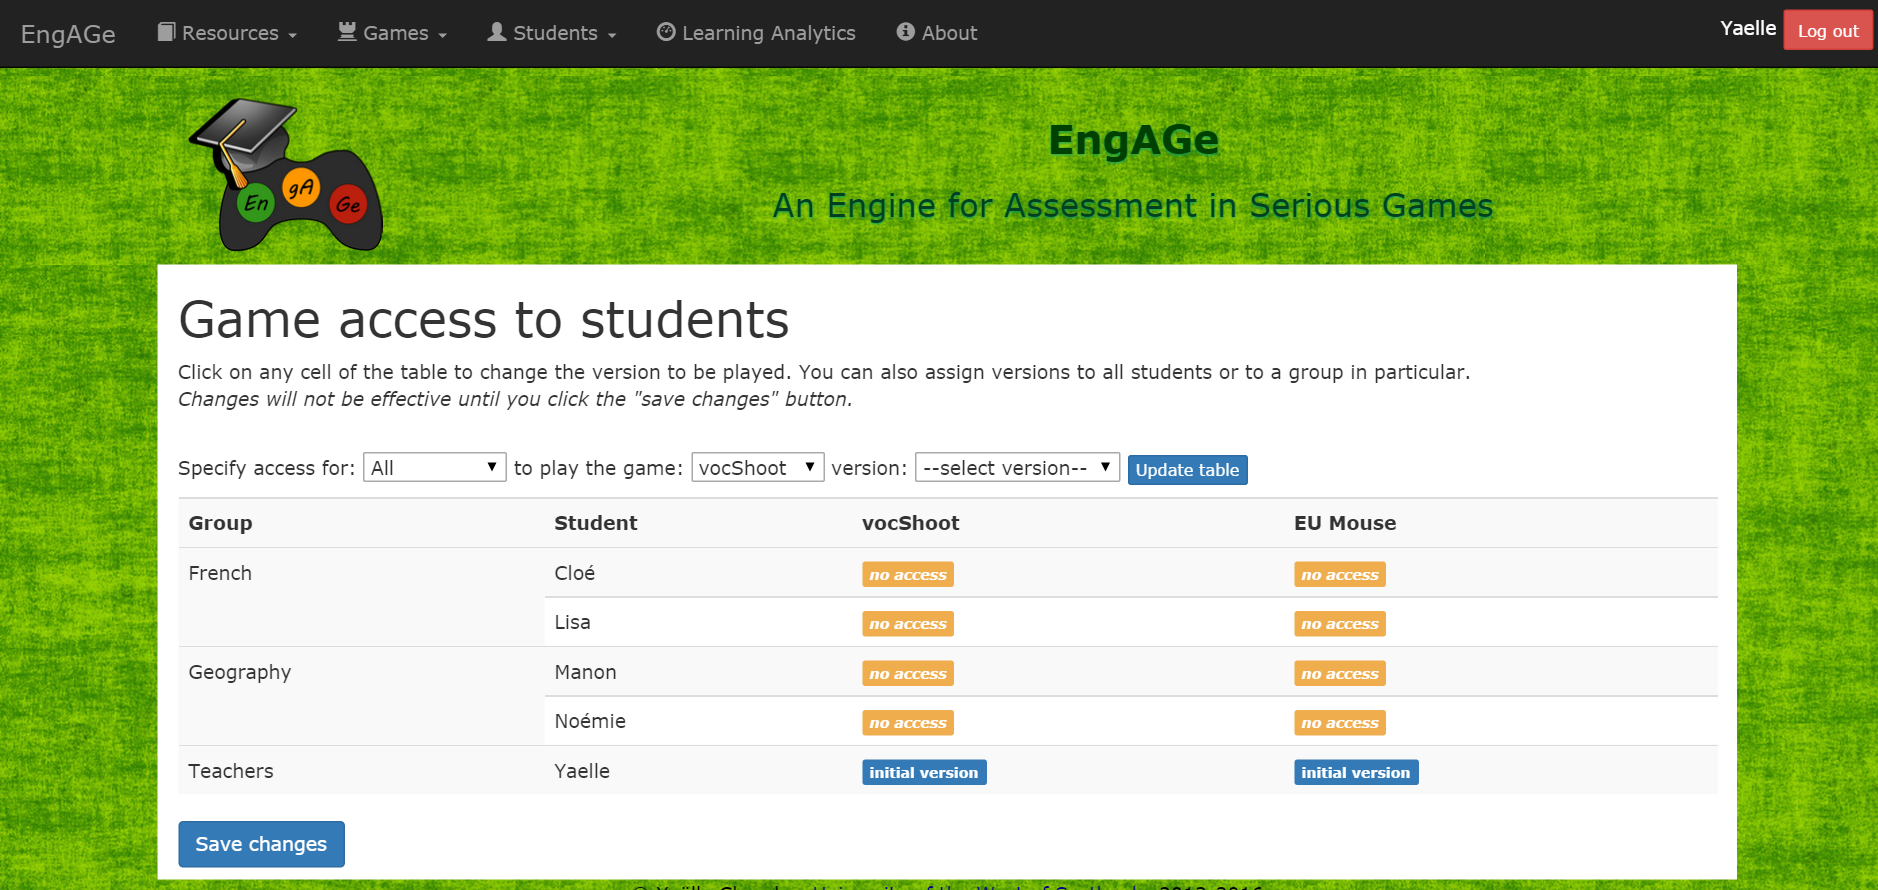 EngAGe Resources Games Students Learning Analytics About Yaelle Log out
En gA Ge
EngAGe
An Engine for Assessment in Serious Games
Game access to students
Click on any cell of the table to change the version to be played. You can also assign versions to all students or to a group in particular.
Changes will not be effective until you click the "save changes" button.
Specify access for: All to play the game: vocShoot version: --select version-- Update table
Group Student vocShoot EU Mouse
French Cloé no access no access
Lisa no access no access
Geography Manon no access no access
Noémie no access no access
Teachers Yaelle initial version initial version
Save changes